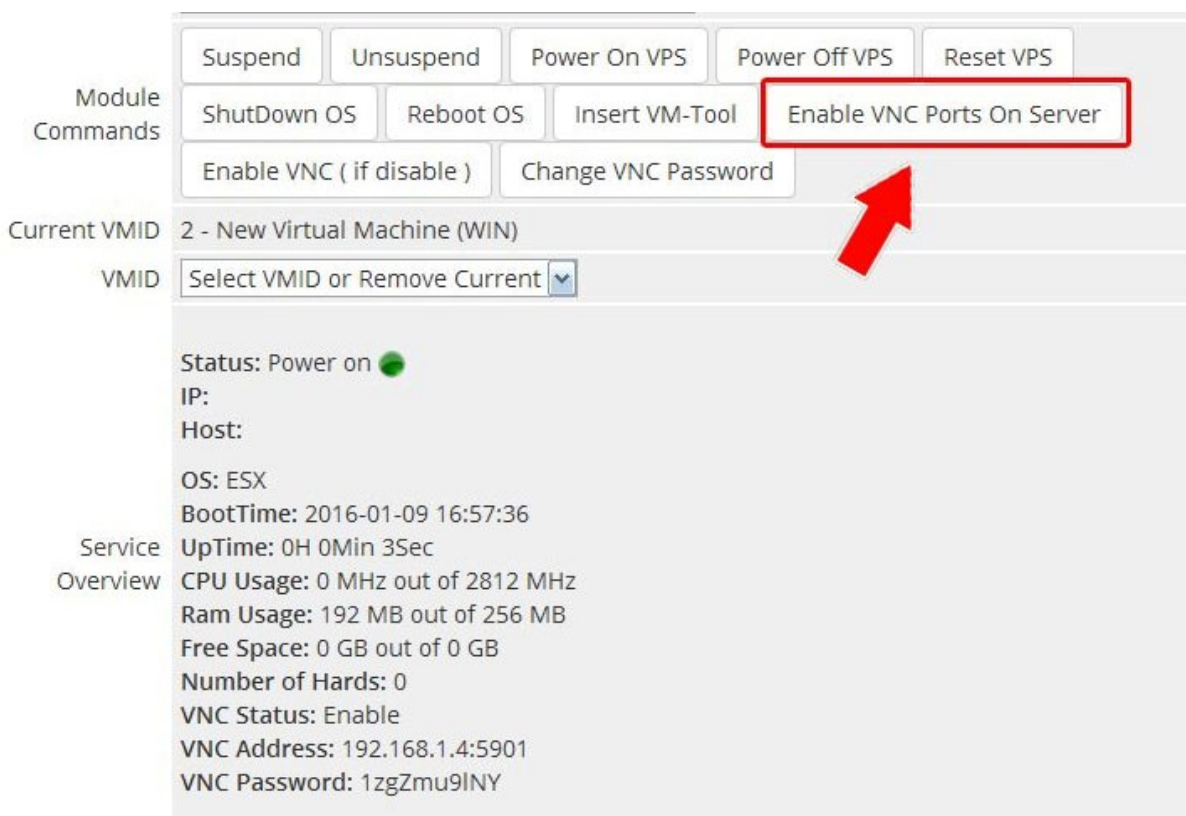 Suspend Unsuspend Power On VPS Power Off VPS Reset VPS
Module Commands
ShutDown OS Reboot OS Insert VM-Tool Enable VNC Ports On Server
Enable VNC ( if disable ) Change VNC Password
Current VMID 2 - New Virtual Machine (WIN)
VMID Select VMID or Remove Current
Service Overview
Status: Power on
IP:
Host:
OS: ESX
BootTime: 2016-01-09 16:57:36
UpTime: 0H 0Min 3Sec
CPU Usage: 0 MHz out of 2812 MHz
Ram Usage: 192 MB out of 256 MB
Free Space: 0 GB out of 0 GB
Number of Hards: 0
VNC Status: Enable
VNC Address: 192.168.1.4:5901
VNC Password: 1zgZmu9lNY